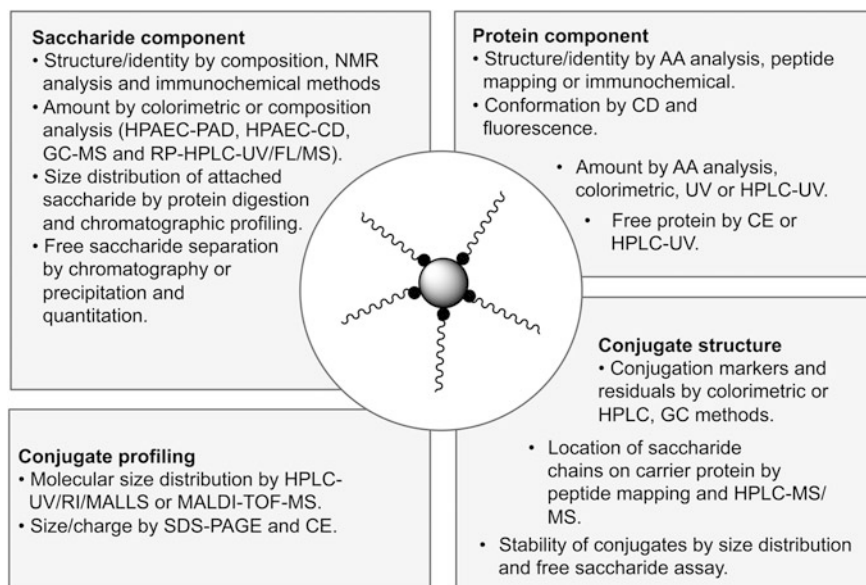 Saccharide component
• Structure/identity by composition, NMR
analysis and immunochemical methods
• Amount by colorimetric or composition
analysis (HPAEC-PAD, HPAEC-CD,
GC-MS and RP-HPLC-UV/FL/MS).
• Size distribution of attached
saccharide by protein digestion
and chromatographic profiling.
• Free saccharide separation
by chromatography or
precipitation and
quantitation.
Protein component
• Structure/identity by AA analysis, peptide
mapping or immunochemical.
• Conformation by CD and
fluorescence.
• Amount by AA analysis,
colorimetric, UV or HPLC-UV.
• Free protein by CE or
HPLC-UV.
Conjugate profiling
• Molecular size distribution by HPLC-
UV/RI/MALLS or MALDI-TOF-MS.
• Size/charge by SDS-PAGE and CE.
Conjugate structure
• Conjugation markers and
residuals by colorimetric or
HPLC, GC methods.
• Location of saccharide
chains on carrier protein by
peptide mapping and HPLC-MS/
MS.
• Stability of conjugates by size distribution
and free saccharide assay.